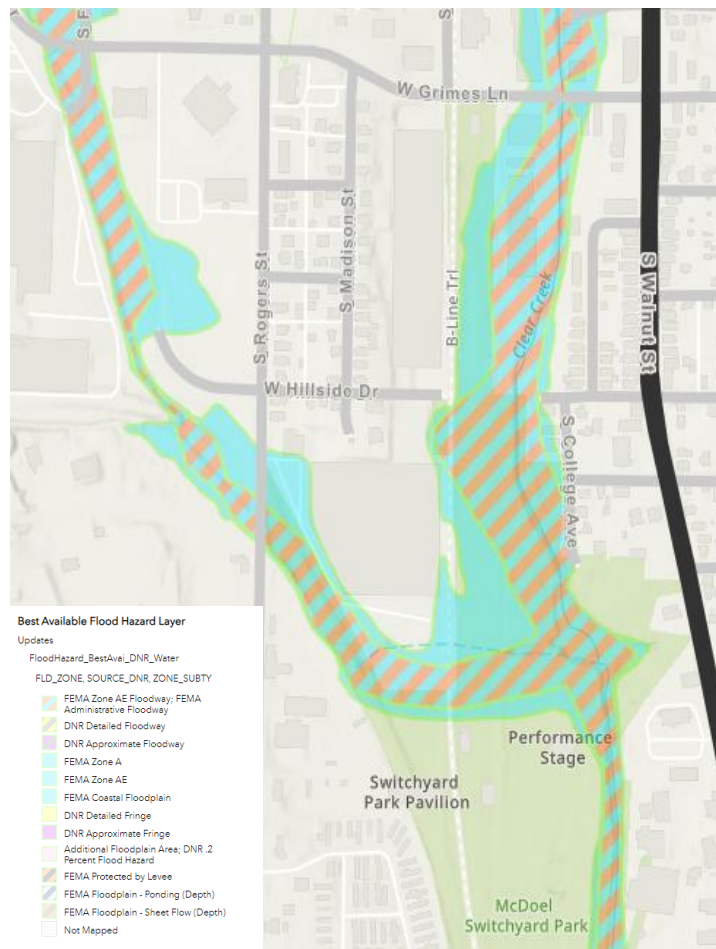 S F
S
W Grimes Ln
S Madison St
S Rogers St
B-Line Trl
Clear Creek
S Walnut St
W Hillside Dr
S College Ave
Best Available Flood Hazard Layer
Updates
FloodHazard_BestAvai_DNR_Water
FLD_ZONE, SOURCE_DNR, ZONE_SUBTY
FEMA Zone AE Floodway; FEMA
Administrative Floodway
DNR Detailed Floodway
DNR Approximate Floodway
FEMA Zone A
FEMA Zone AE
FEMA Coastal Floodplain
DNR Detailed Fringe
DNR Approximate Fringe
Additional Floodplain Area; DNR .2
Percent Flood Hazard
FEMA Protected by Levee
FEMA Floodplain - Ponding (Depth)
FEMA Floodplain - Sheet Flow (Depth)
Not Mapped
Performance
Stage
Switchyard
Park Pavilion
McDoel
Switchyard Park